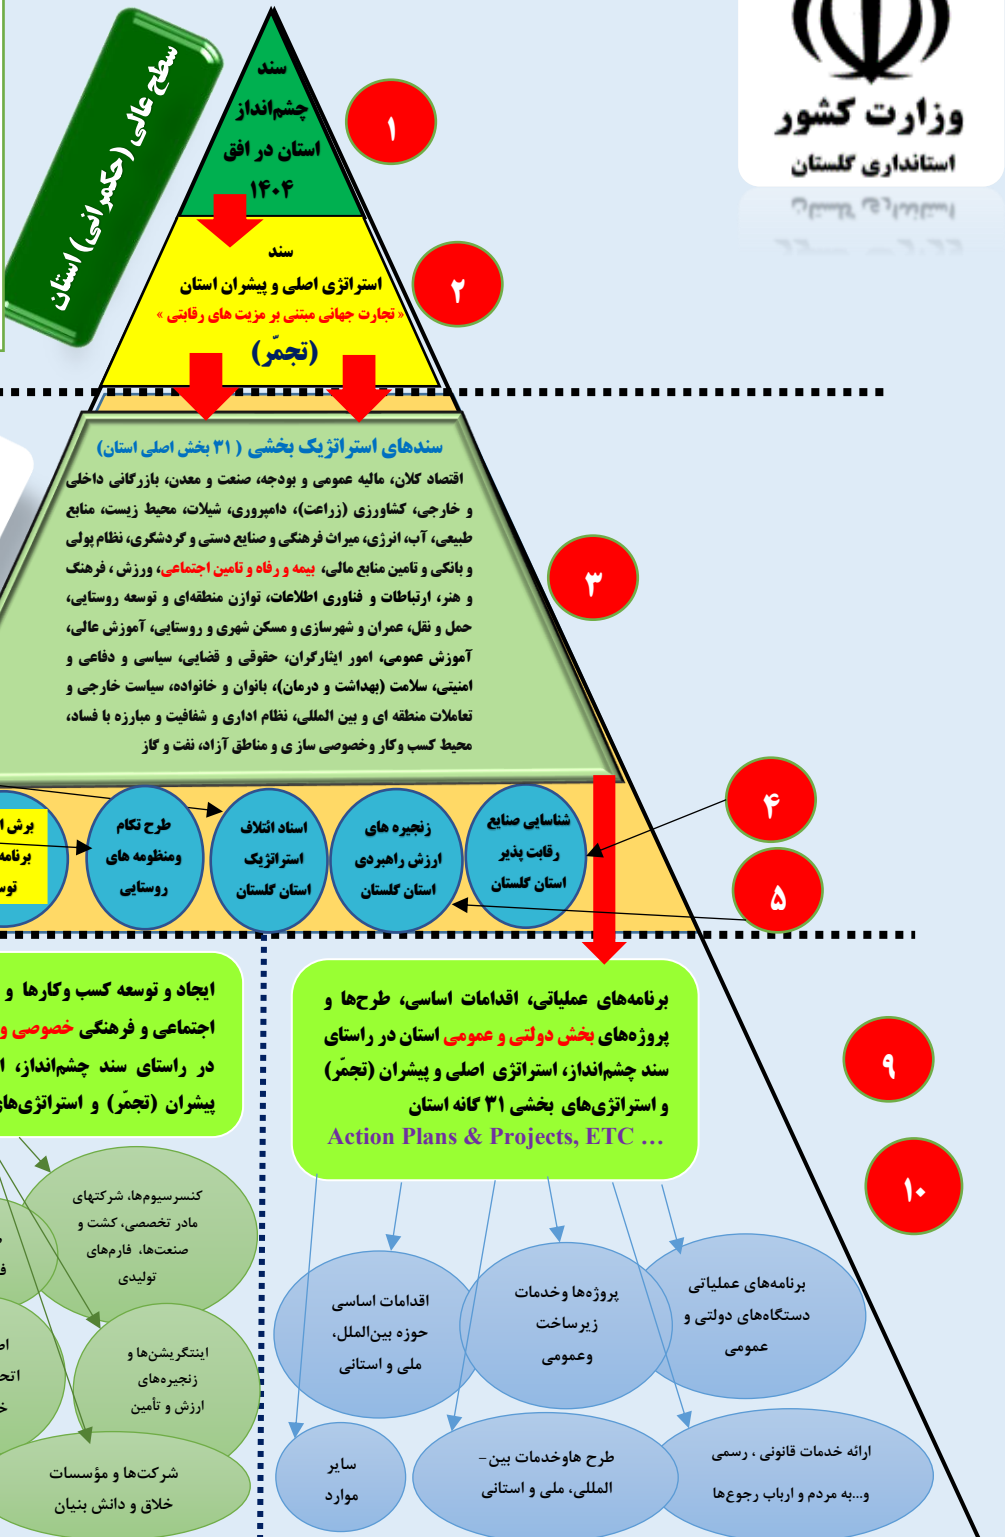 وزارت کشور
استانداری گلستان
سطح عالی (حکمرانی) استان
سند
چشم‌انداز
استان در افق
۱۴۰۴
۱
سند
استراتژی اصلی و پیشران استان
« تجارت جهانی مبتنی بر مزیت های رقابتی »
(تجمّر)
۲
سندهای استراتژیک بخشی ( ۳۱ بخش اصلی استان)
اقتصاد کلان، مالیه عمومی و بودجه، صنعت و معدن، بازرگانی داخلی
و خارجی، کشاورزی (زراعت)، دامپروری، شیلات، محیط زیست، منابع
طبیعی، آب، انرژی، میراث فرهنگی و صنایع دستی و گردشگری، نظام پولی
و بانکی و تامین منابع مالی، بیمه و رفاه و تامین اجتماعی، ورزش ، فرهنگ
و هنر، ارتباطات و فناوری اطلاعات، توازن منطقه‌ای و توسعه روستایی،
حمل و نقل، عمران و شهرسازی و مسکن شهری و روستایی، آموزش عالی،
آموزش عمومی، امور ایثارگران، حقوقی و قضایی، سیاسی و دفاعی و
امنیتی، سلامت (بهداشت و درمان)، بانوان و خانواده، سیاست خارجی و
تعاملات منطقه ای و بین المللی، نظام اداری و شفافیت و مبارزه با فساد،
محیط کسب وکار وخصوصی سازی و مناطق آزاد، نفت و گاز
۳
شناسایی صنایع
رقابت پذیر
استان گلستان
زنجیره های
ارزش راهبردی
استان گلستان
اسناد ائتلاف
استراتژیک
استان گلستان
طرح تکام
ومنظومه های
روستایی
برش ا
برنامه
توس
۴
۵
برنامه‌های عملیاتی، اقدامات اساسی، طرح‌ها و
پروژه‌های بخش دولتی و عمومی استان در راستای
سند چشم‌انداز، استراتژی اصلی و پیشران (تجمّر)
و استراتژی‌های بخشی ۳۱ گانه استان
Action Plans & Projects, ETC …
ایجاد و توسعه کسب وکارها و
اجتماعی و فرهنگی خصوصی و
در راستای سند چشم‌انداز، ا
پیشران (تجمّر) و استراتژی‌های
۹
۱۰
برنامه‌های عملیاتی
دستگاه‌های دولتی و
عمومی
پروژه‌ها وخدمات
زیرساخت
وعمومی
اقدامات اساسی
حوزه بین‌الملل،
ملی و استانی
ارائه خدمات قانونی ، رسمی
و...به مردم و ارباب رجوع‌ها
طرح هاوخدمات بین-
المللی، ملی و استانی
سایر
موارد
کنسرسیوم‌ها، شرکتهای
مادر تخصصی، کشت و
صنعت‌ها، فارم‌های
تولیدی
اینتگریشن‌ها و
زنجیره‌های
ارزش و تأمین
اتح
شرکت‌ها و مؤسسات
خلاق و دانش بنیان